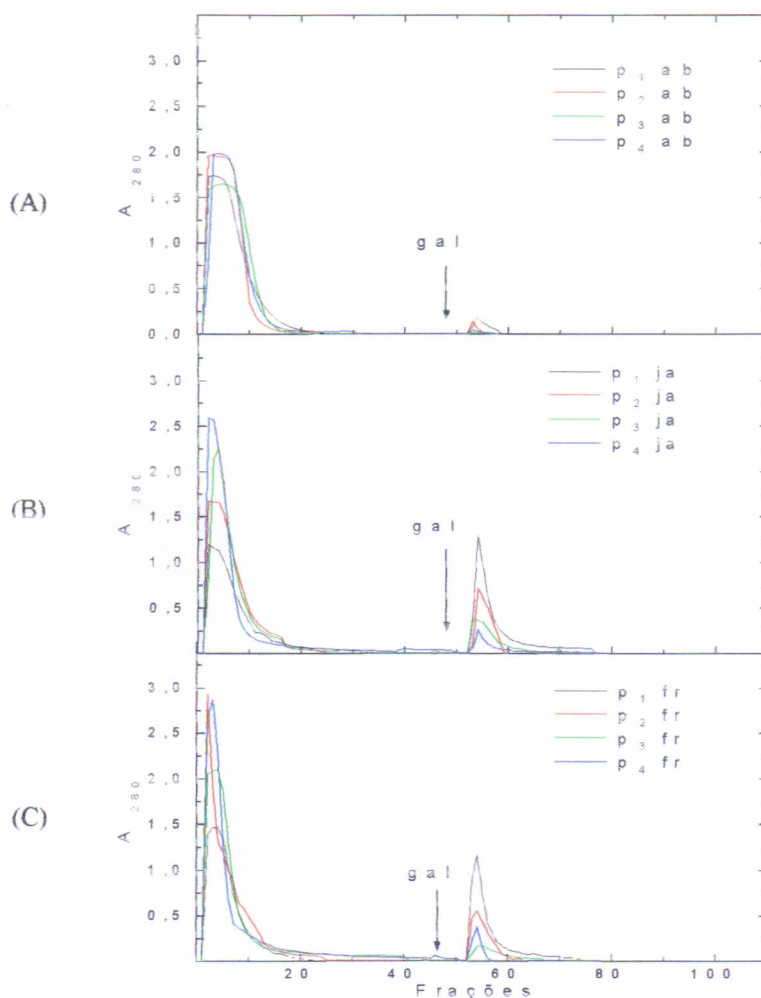 3,0
2,5
2,0
1,5
1,0
0,5
0,0
A 280
(A)
gal
p 1 ab
p 2 ab
p 3 ab
p 4 ab
3,0
2,5
2,0
1,5
1,0
0,5
A 280
(B)
gal
p 1 ja
p 2 ja
p 3 ja
p 4 ja
3,0
2,5
2,0
1,5
1,0
0,5
A 280
(C)
gal
p 1 fr
p 2 fr
p 3 fr
p 4 fr
20 40 60 80 100
Frações